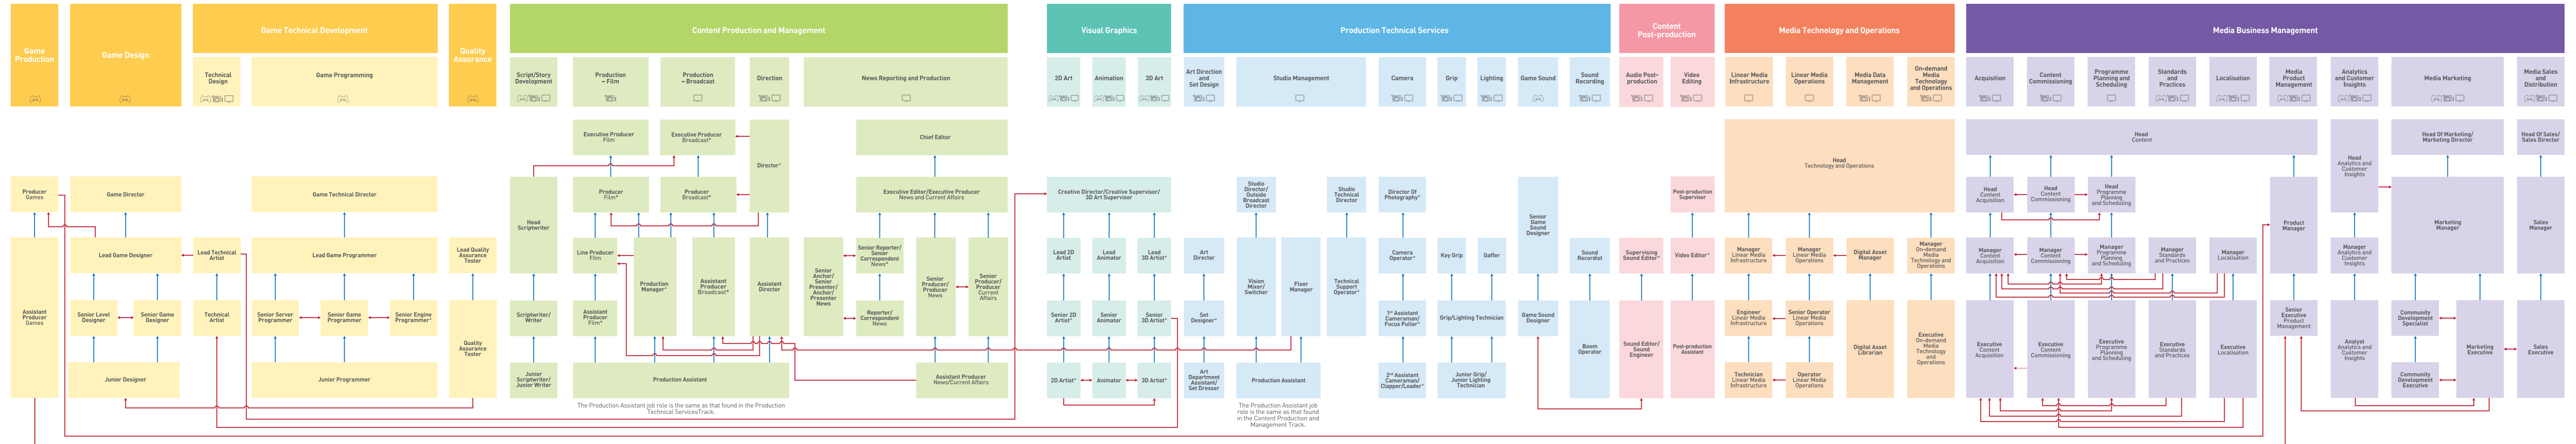 Game
Production
Game Design
Game Technical Development
Quality
Assurance
Content Production and Management
Visual Graphics
Production Technical Services
Content
Post-production
Media Technology and Operations
Media Business Management
Technical
Design
Game Programming
Script/Story
Development
Production
– Film
Production
– Broadcast
Direction
News Reporting and Production
2D Art
Animation
3D Art
Art Direction
and
Set Design
Studio Management
Camera
Grip
Lighting
Game Sound
Sound
Recording
Audio Post-
production
Video
Editing
Linear Media
Infrastructure
Linear Media
Operations
Media Data
Management
On-demand
Media
Technology
and Operations
Acquisition
Content
Commissioning
Programme
Planning and
Scheduling
Standards
and
Practices
Localisation
Media
Product
Management
Analytics
and Customer
Insights
Media Marketing
Media Sales
and
Distribution
Executive Producer
Film
Executive Producer
Broadcast*
Director*
Chief Editor
Head
Technology and Operations
Head
Content
Head
Analytics and
Customer
Insights
Head Of Marketing/
Marketing Director
Head Of Sales/
Sales Director
Producer
Games
Game Director
Game Technical Director
Head
Scriptwriter
Producer
Film*
Producer
Broadcast*
Executive Editor/Executive Producer
News and Current Affairs
Creative Director/Creative Supervisor/
3D Art Supervisor
Studio
Director/
Outside
Broadcast
Director
Studio
Technical
Director
Director Of
Photography*
Senior
Game
Sound
Designer
Post-production
Supervisor
Head
Content
Acquisition
Head
Content
Commissioning
Head
Programme
Planning
and Scheduling
Product
Manager
Marketing
Manager
Sales
Manager
Lead Game Designer
Lead Technical
Artist
Lead Game Programmer
Lead Quality
Assurance
Tester
Line Producer
Film
Production
Manager*
Assistant
Producer
Broadcast*
Assistant
Director
Senior
Anchor/
Senior
Presenter/
Anchor/
Presenter
News
Senior Reporter/
Senior
Correspondent
News*
Senior
Producer/
Producer
News
Senior
Producer/
Producer
Current
Affairs
Lead 2D
Artist
Lead
Animator
Lead
3D Artist*
Art
Director
Vision
Mixer/
Switcher
Floor
Manager
Technical
Support
Operator*
Camera
Operator*
Key Grip
Gaffer
Sound
Recordist
Supervising
Sound Editor*
Video Editor*
Manager
Linear Media
Infrastructure
Manager
Linear Media
Operations
Digital Asset
Manager
Manager
On-demand
Media
Technology and
Operations
Manager
Content
Acquisition
Manager
Content
Commissioning
Manager
Programme
Planning
and Scheduling
Manager
Standards
and Practices
Manager
Localisation
Manager
Analytics and
Customer
Insights
Assistant
Producer
Games
Senior Level
Designer
Senior Game
Designer
Technical
Artist
Senior Server
Programmer
Senior Game
Programmer
Senior Engine
Programmer*
Quality
Assurance
Tester
Scriptwriter/
Writer
Assistant
Producer
Film*
Reporter/
Correspondent
News
Senior 2D
Artist*
Senior
Animator
Senior
3D Artist*
Set
Designer*
1st Assistant
Cameraman/
Focus Puller*
Grip/Lighting Technician
Game Sound
Designer
Boom
Operator
Sound Editor/
Sound
Engineer
Post-production
Assistant
Engineer
Linear Media
Infrastructure
Senior Operator
Linear Media
Operations
Digital Asset
Librarian
Executive
On-demand
Media
Technology
and
Operations
Executive
Content
Acquisition
Executive
Content
Commissioning
Executive
Programme
Planning
and Scheduling
Executive
Standards
and Practices
Executive
Localisation
Senior
Executive
Product
Management
Analyst
Analytics and
Customer
Insights
Community
Development
Specialist
Marketing
Executive
Sales
Executive
Junior Designer
Junior Programmer
Junior
Scriptwriter/
Junior Writer
Production Assistant
Assistant Producer
News/Current Affairs
2D Artist*
Animator
3D Artist*
Art
Department
Assistant/
Set Dresser
Production Assistant
2nd Assistant
Cameraman/
Clapper/Loader*
Junior Grip/
Junior Lighting
Technician
Technician
Linear Media
Infrastructure
Operator
Linear Media
Operations
Community
Development
Executive
The Production Assistant job role is the same as that found in the Production
Technical ServicesTrack.
The Production Assistant job
role is the same as that found
in the Content Production and
Management Track.